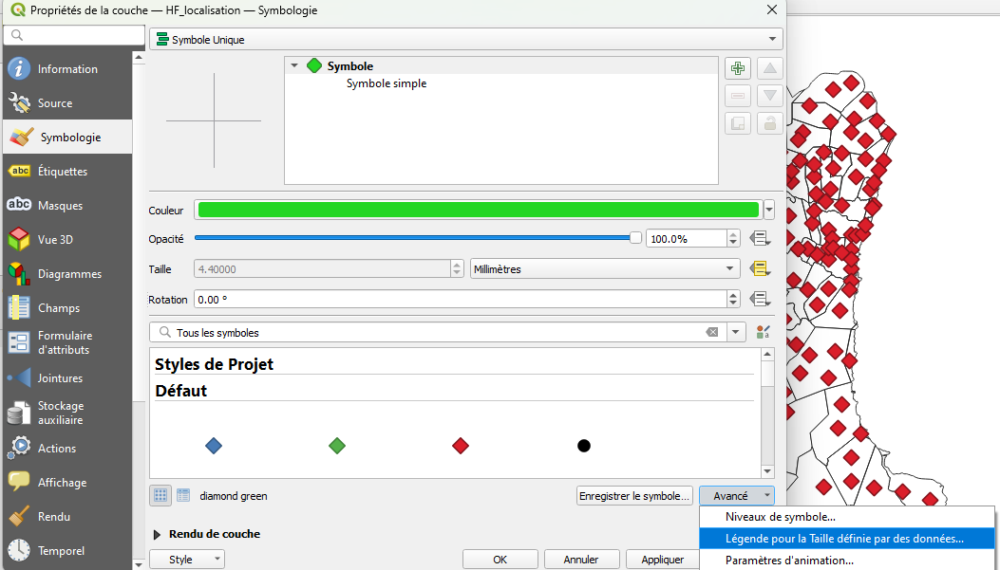 Propriétés de la couche — HF_localisation — Symbologie
Symbole Unique
Information
Source
Symbologie
abc Étiquettes
abc Masques
Vue 3D
Diagrammes
Champs
Formulaire
d'attributs
Jointures
Stockage
auxiliaire
Actions
Affichage
Rendu
Temporel
Symbole
Symbole simple
Couleur
Opacité 100.0%
Taille 4.40000 Millimètres
Rotation 0.00 °
Tous les symboles
Styles de Projet
Défaut
diamond green
Enregistrer le symbole... Avancé
Niveaux de symbole...
Légende pour la Taille définie par des données...
Paramètres d'animation...
Rendu de couche
Style OK Annuler Appliquer